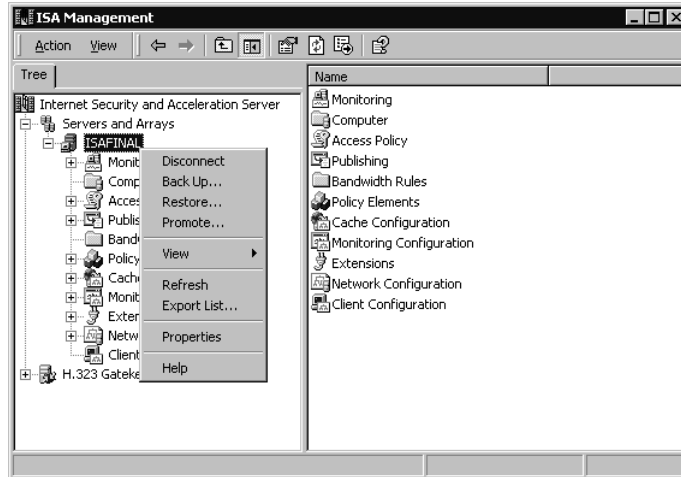 ISA Management
Action View
Tree
Name
Internet Security and Acceleration Server
Servers and Arrays
ISAFINAL
Monit
Comp
Acces
Publis
Band
Policy
Cach
Monit
Exter
Netw
Client
H.323 Gateke
Disconnect
Back Up...
Restore...
Promote...
View
Refresh
Export List...
Properties
Help
Monitoring
Computer
Access Policy
Publishing
Bandwidth Rules
Policy Elements
Cache Configuration
Monitoring Configuration
Extensions
Network Configuration
Client Configuration